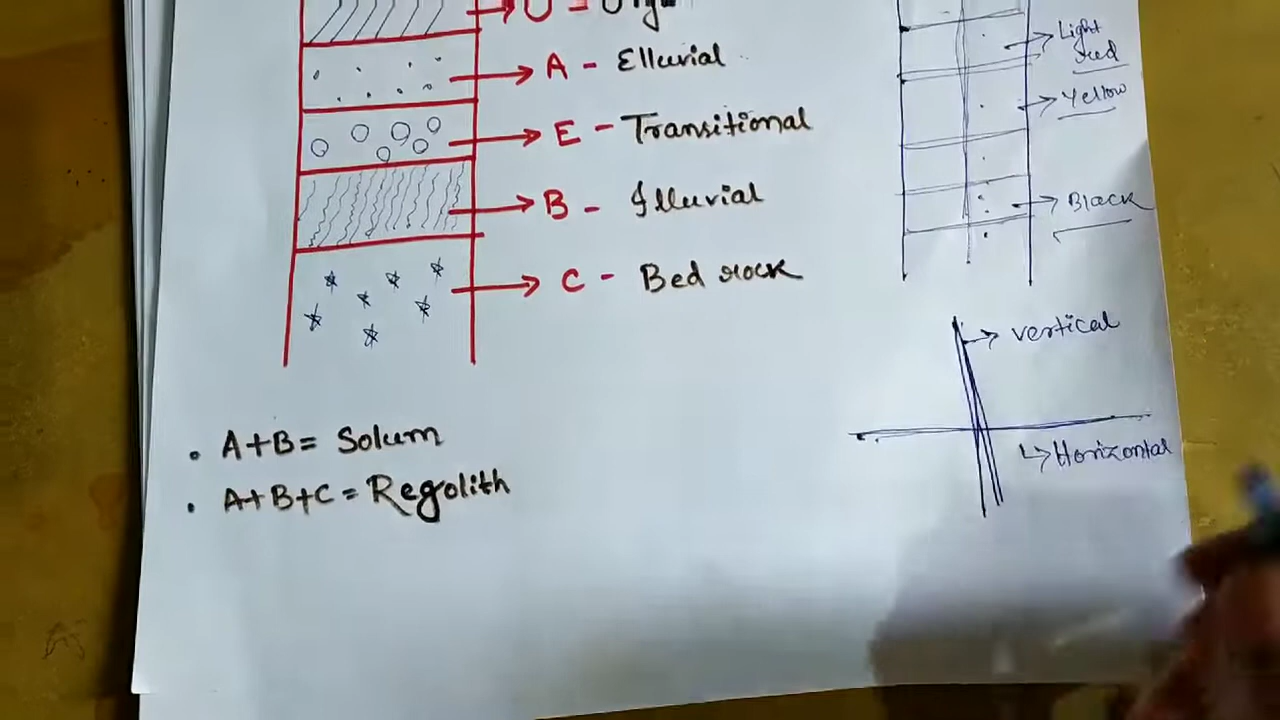 A - Elluvial
E - Transitional
B - Illuvial
C - Bed rock
• A+B= Solum
• A+B+C = Regolith
Light
red
Yellow
Black
vertical
Horizontal